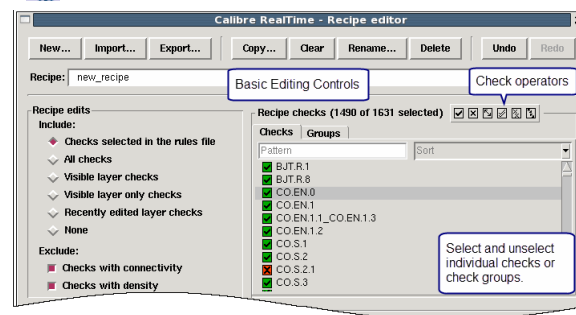 Calibre RealTime - Recipe editor
New... Import... Export... Copy... Clear Rename... Delete Undo Redo
Recipe: new_recipe
Basic Editing Controls
Check operators
Recipe edits
Include:
Checks selected in the rules file
All checks
Visible layer checks
Visible layer only checks
Recently edited layer checks
None
Exclude:
Checks with connectivity
Checks with density
Recipe checks (1490 of 1631 selected)
Checks Groups
Pattern Sort
BJT.R.1
BJT.R.8
CO.EN.0
CO.EN.1
CO.EN.1.1_CO.EN.1.3
CO.EN.1.2
CO.S.1
CO.S.2
CO.S.2.1
CO.S.3
Select and unselect
individual checks or
check groups.